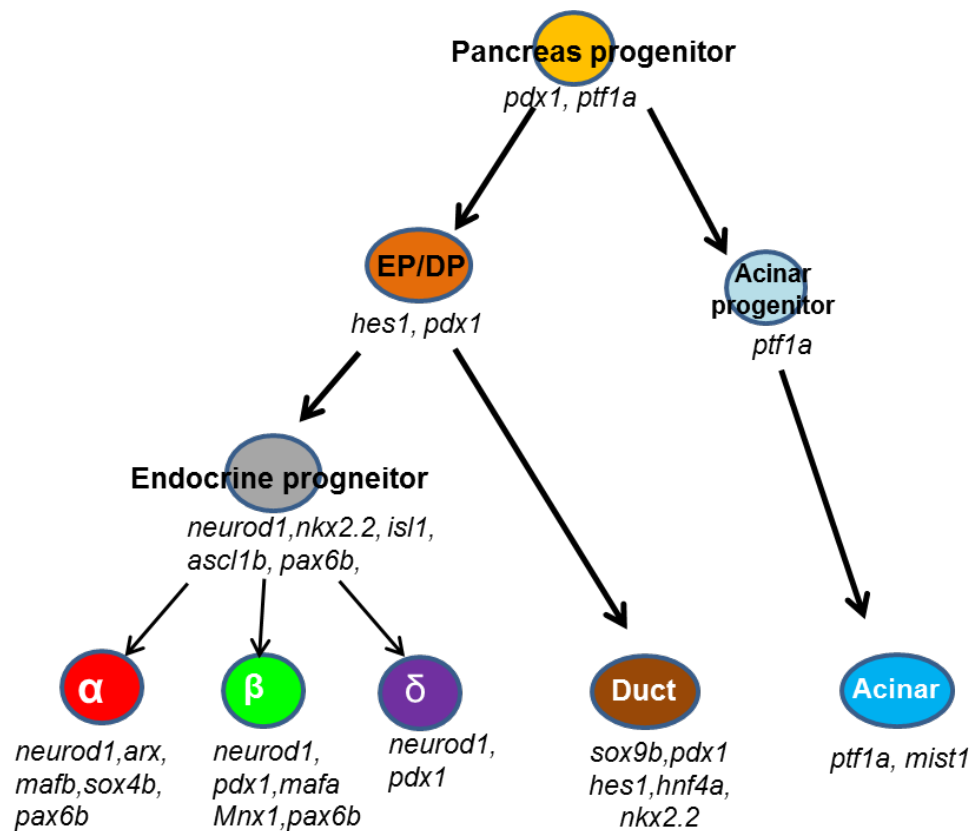 Pancreas progenitor
pdx1, ptf1a
EP/DP
hes1, pdx1
Acinar
progenitor
ptf1a
Endocrine progneitor
neurod1,nkx2.2, isl1,
ascl1b, pax6b,
α
β
δ
Duct
Acinar
neurod1,arx,
mafb,sox4b,
pax6b
neurod1,
pdx1,mafa
Mnx1,pax6b
neurod1,
pdx1
sox9b,pdx1
hes1,hnf4a,
nkx2.2
ptf1a, mist1